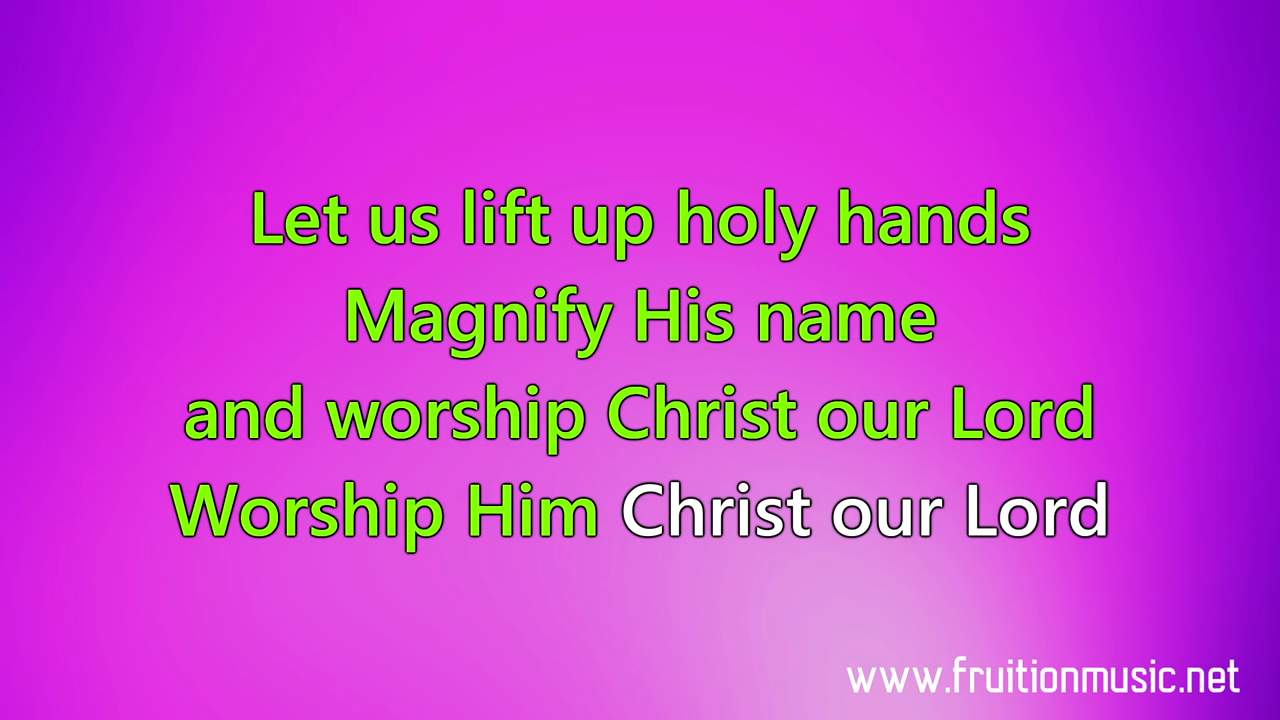 Let us lift up holy hands
Magnify His name
and worship Christ our Lord
Worship Him Christ our Lord
www.fruitionmusic.net